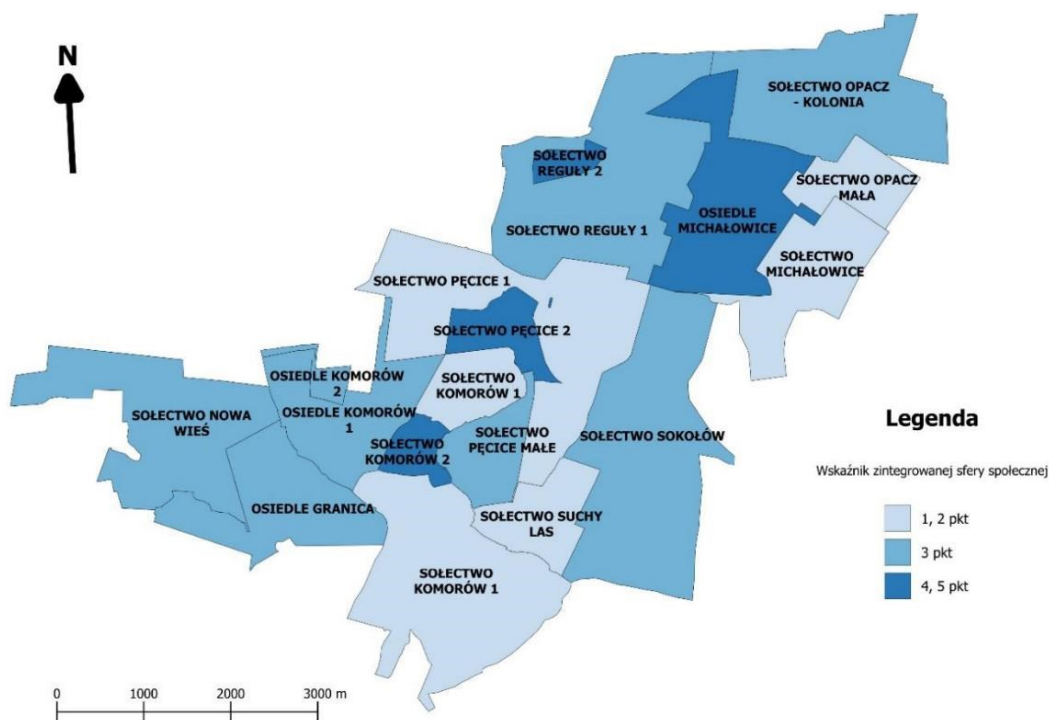 N
SOŁECTWO OPACZ
- KOLONIA
SOŁECTWO
REGUŁY 2
SOŁECTWO OPACZ
MAŁA
OSIEDLE
MICHAŁOWICE
SOŁECTWO REGUŁY 1
SOŁECTWO
MICHAŁOWICE
SOŁECTWO PĘCICE 1
SOŁECTWO PĘCICE 2
OSIEDLE KOMORÓW
2
SOŁECTWO
KOMORÓW 1
SOŁECTWO NOWA
WIEŚ
OSIEDLE KOMORÓW
1
SOŁECTWO
KOMORÓW 2
SOŁECTWO
PĘCICE MAŁE
SOŁECTWO SOKOŁÓW
OSIEDLE GRANICA
SOŁECTWO SUCHY
LAS
SOŁECTWO
KOMORÓW 1
Legenda
Wskaźnik zintegrowanej sfery społecznej
1, 2 pkt
3 pkt
4, 5 pkt
0 1000 2000 3000 m